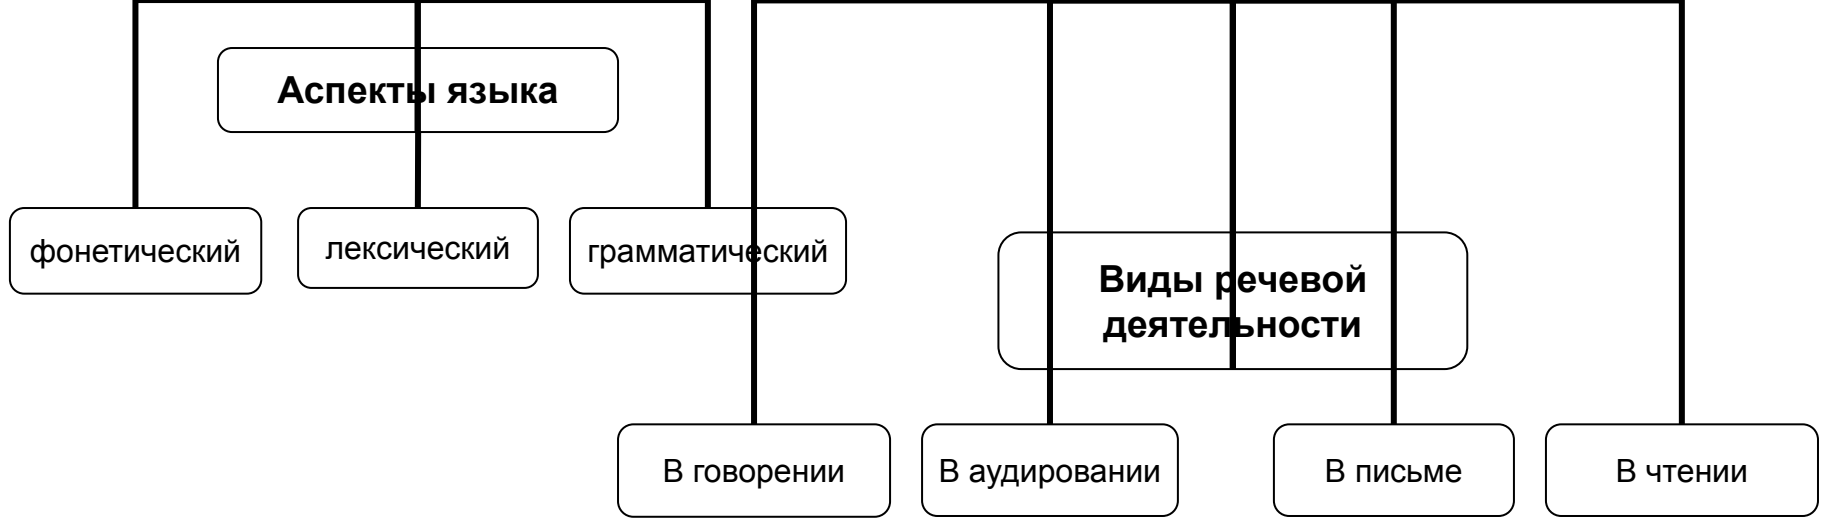 Аспекты языка
фонетический
лексический
грамматический
Виды речевой
деятельности
В говорении
В аудировании
В письме
В чтении